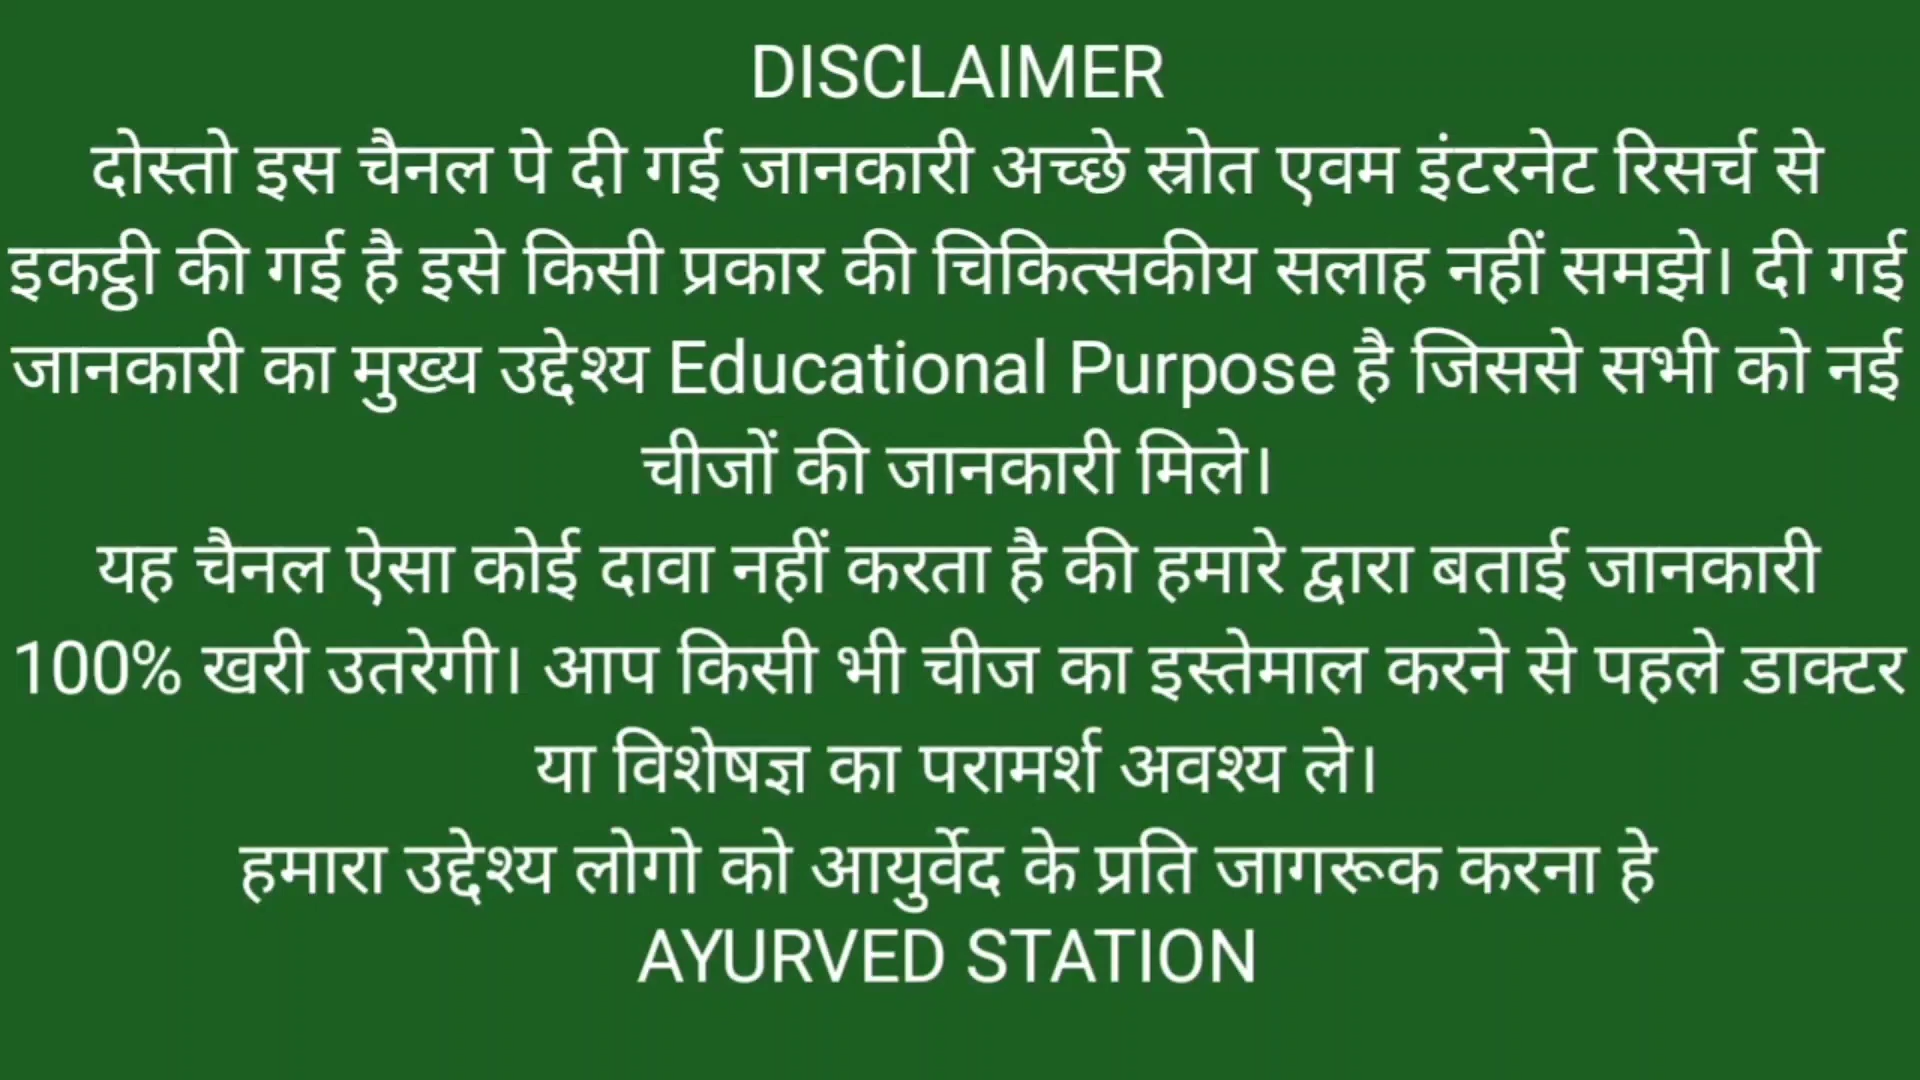 DISCLAIMER
दोस्तो इस चैनल पे दी गई जानकारी अच्छे स्रोत एवम इंटरनेट रिसर्च से
इकट्ठी की गई है इसे किसी प्रकार की चिकित्सकीय सलाह नहीं समझे। दी गई
जानकारी का मुख्य उद्देश्य Educational Purpose है जिससे सभी को नई
चीजों की जानकारी मिले।
यह चैनल ऐसा कोई दावा नहीं करता है की हमारे द्वारा बताई जानकारी
100% खरी उतरेगी। आप किसी भी चीज का इस्तेमाल करने से पहले डाक्टर
या विशेषज्ञ का परामर्श अवश्य ले।
हमारा उद्देश्य लोगो को आयुर्वेद के प्रति जागरूक करना हे
AYURVED STATION